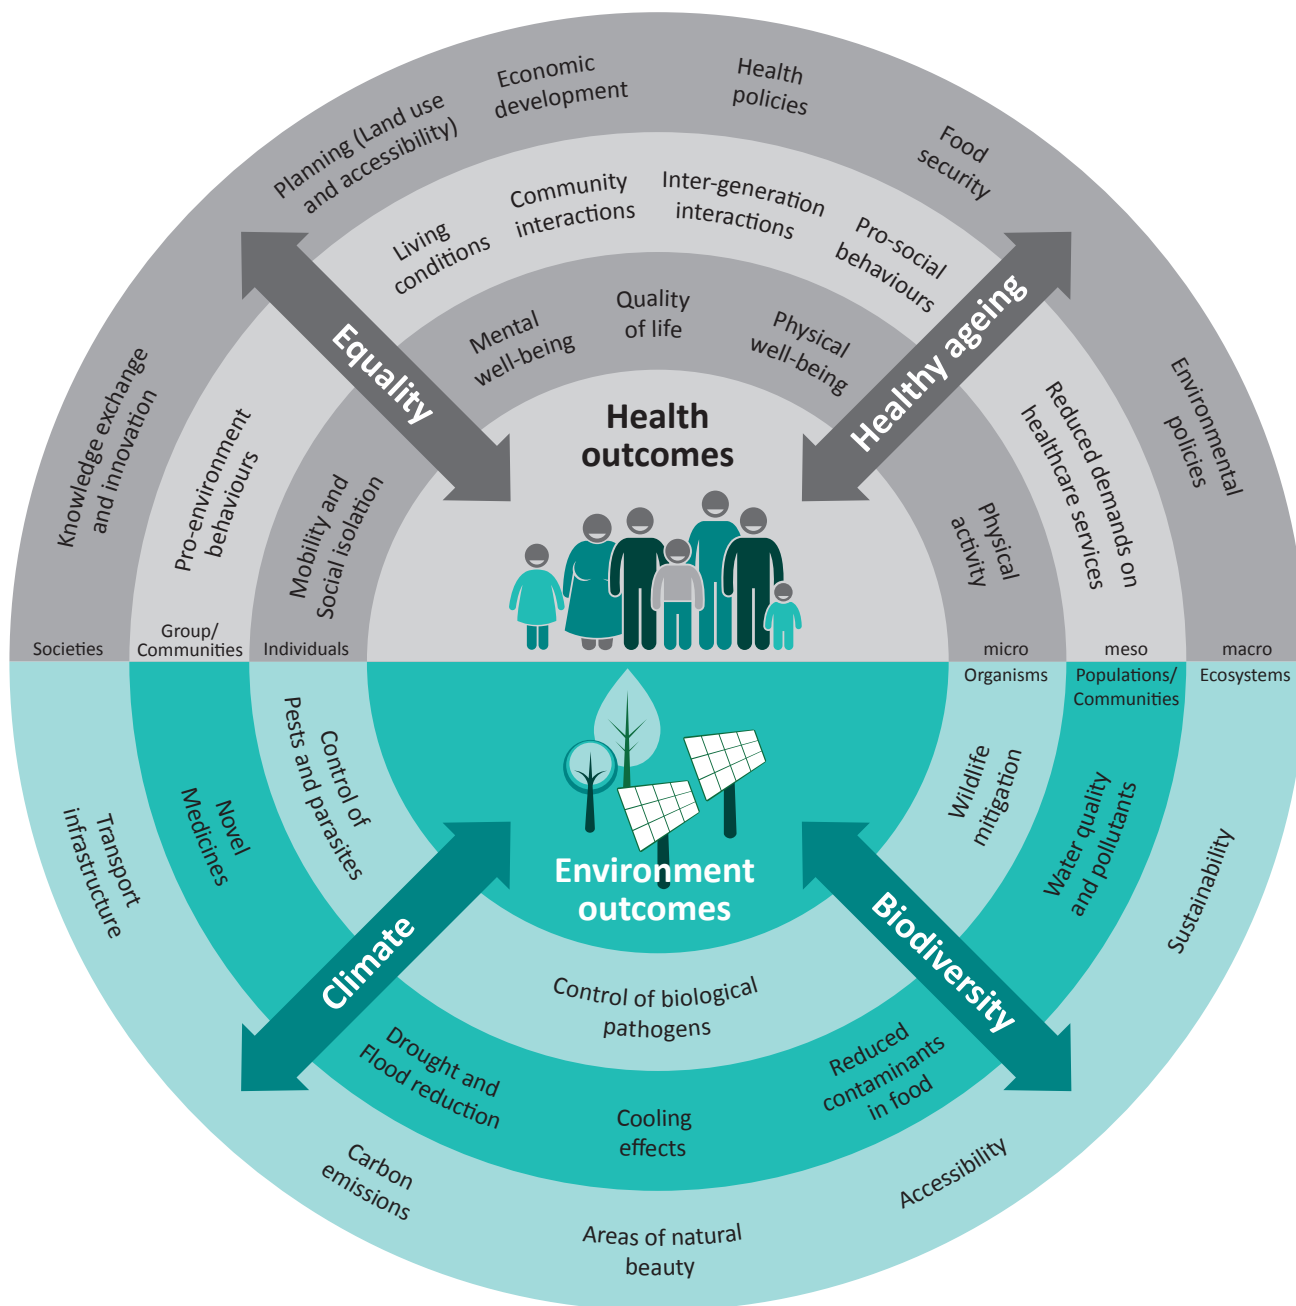 Economic
development
Health
policies
Planning (Land use
and accessibility)
Food
security
Knowledge exchange
and innovation
Environmental
policies
Living
conditions
Community
interactions
Inter-generation
interactions
Pro-social
behaviours
Pro-environment
behaviours
Reduced demands on
healthcare services
Mental
well-being
Quality
of life
Physical
well-being
Mobility and
Social isolation
Physical
activity
Equality
Healthy ageing
Health
outcomes
Societies
Group/
Communities
Individuals
micro
meso
macro
Organisms
Populations/
Communities
Ecosystems
Control of
Pests and parasites
Wildlife
mitigation
Novel
Medicines
Water quality
and pollutants
Transport
infrastructure
Sustainability
Environment
outcomes
Climate
Biodiversity
Control of biological
pathogens
Drought and
Flood reduction
Cooling
effects
Reduced
contaminants
in food
Carbon
emissions
Areas of natural
beauty
Accessibility